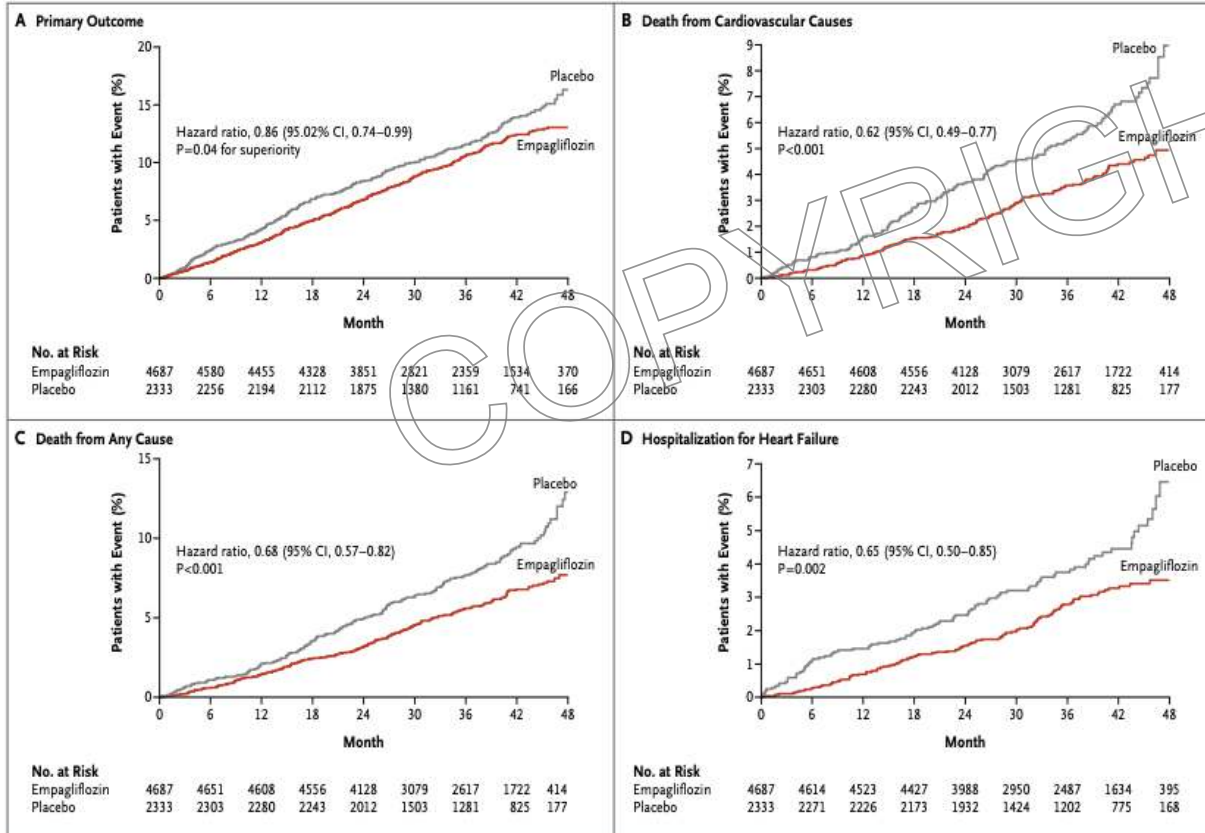 A Primary Outcome
20
15
10
5
0
Patients with Event (%)
Placebo
Hazard ratio, 0.86 (95.02% CI, 0.74–0.99)
P=0.04 for superiority
Empagliflozin
0 6 12 18 24 30 36 42 48
Month
No. at Risk
Empagliflozin 4687 4580 4455 4328 3851 2821 2359 1534 370
Placebo 2333 2256 2194 2112 1875 1380 1161 741 166
B Death from Cardiovascular Causes
9
8
7
6
5
4
3
2
1
0
Patients with Event (%)
Placebo
Hazard ratio, 0.62 (95% CI, 0.49–0.77)
P<0.001
Empagliflozin
0 6 12 18 24 30 36 42 48
Month
No. at Risk
Empagliflozin 4687 4651 4608 4556 4128 3079 2617 1722 414
Placebo 2333 2303 2280 2243 2012 1503 1281 825 177
C Death from Any Cause
15
10
5
0
Patients with Event (%)
Placebo
Hazard ratio, 0.68 (95% CI, 0.57–0.82)
P<0.001
Empagliflozin
0 6 12 18 24 30 36 42 48
Month
No. at Risk
Empagliflozin 4687 4651 4608 4556 4128 3079 2617 1722 414
Placebo 2333 2303 2280 2243 2012 1503 1281 825 177
D Hospitalization for Heart Failure
7
6
5
4
3
2
1
0
Patients with Event (%)
Placebo
Hazard ratio, 0.65 (95% CI, 0.50–0.85)
P=0.002
Empagliflozin
0 6 12 18 24 30 36 42 48
Month
No. at Risk
Empagliflozin 4687 4614 4523 4427 3988 2950 2487 1634 395
Placebo 2333 2271 2226 2173 1932 1424 1202 775 168
COPYRIGH